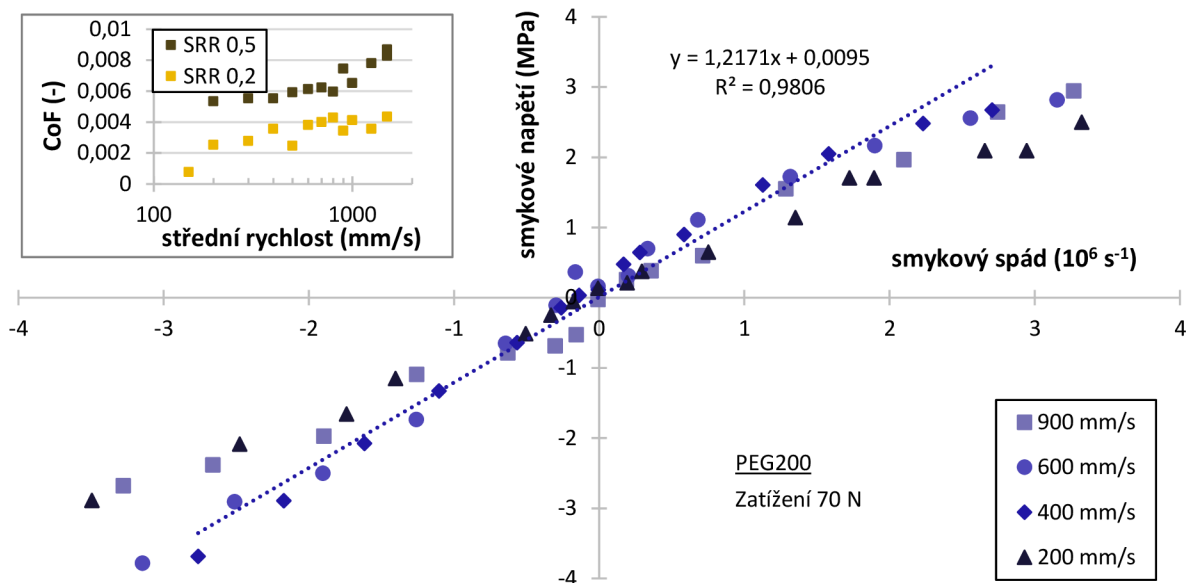 0,01
0,008
0,006
0,004
0,002
0
CoF (-)
SRR 0,5
SRR 0,2
100
1000
střední rychlost (mm/s)
smykové napětí (MPa)
4
3
2
1
0
-1
-2
-3
-4
y = 1,2171x + 0,0095
R² = 0,9806
smykový spád (10⁶ s⁻¹)
-4
-3
-2
-1
0
1
2
3
4
PEG200
Zatížení 70 N
900 mm/s
600 mm/s
400 mm/s
200 mm/s